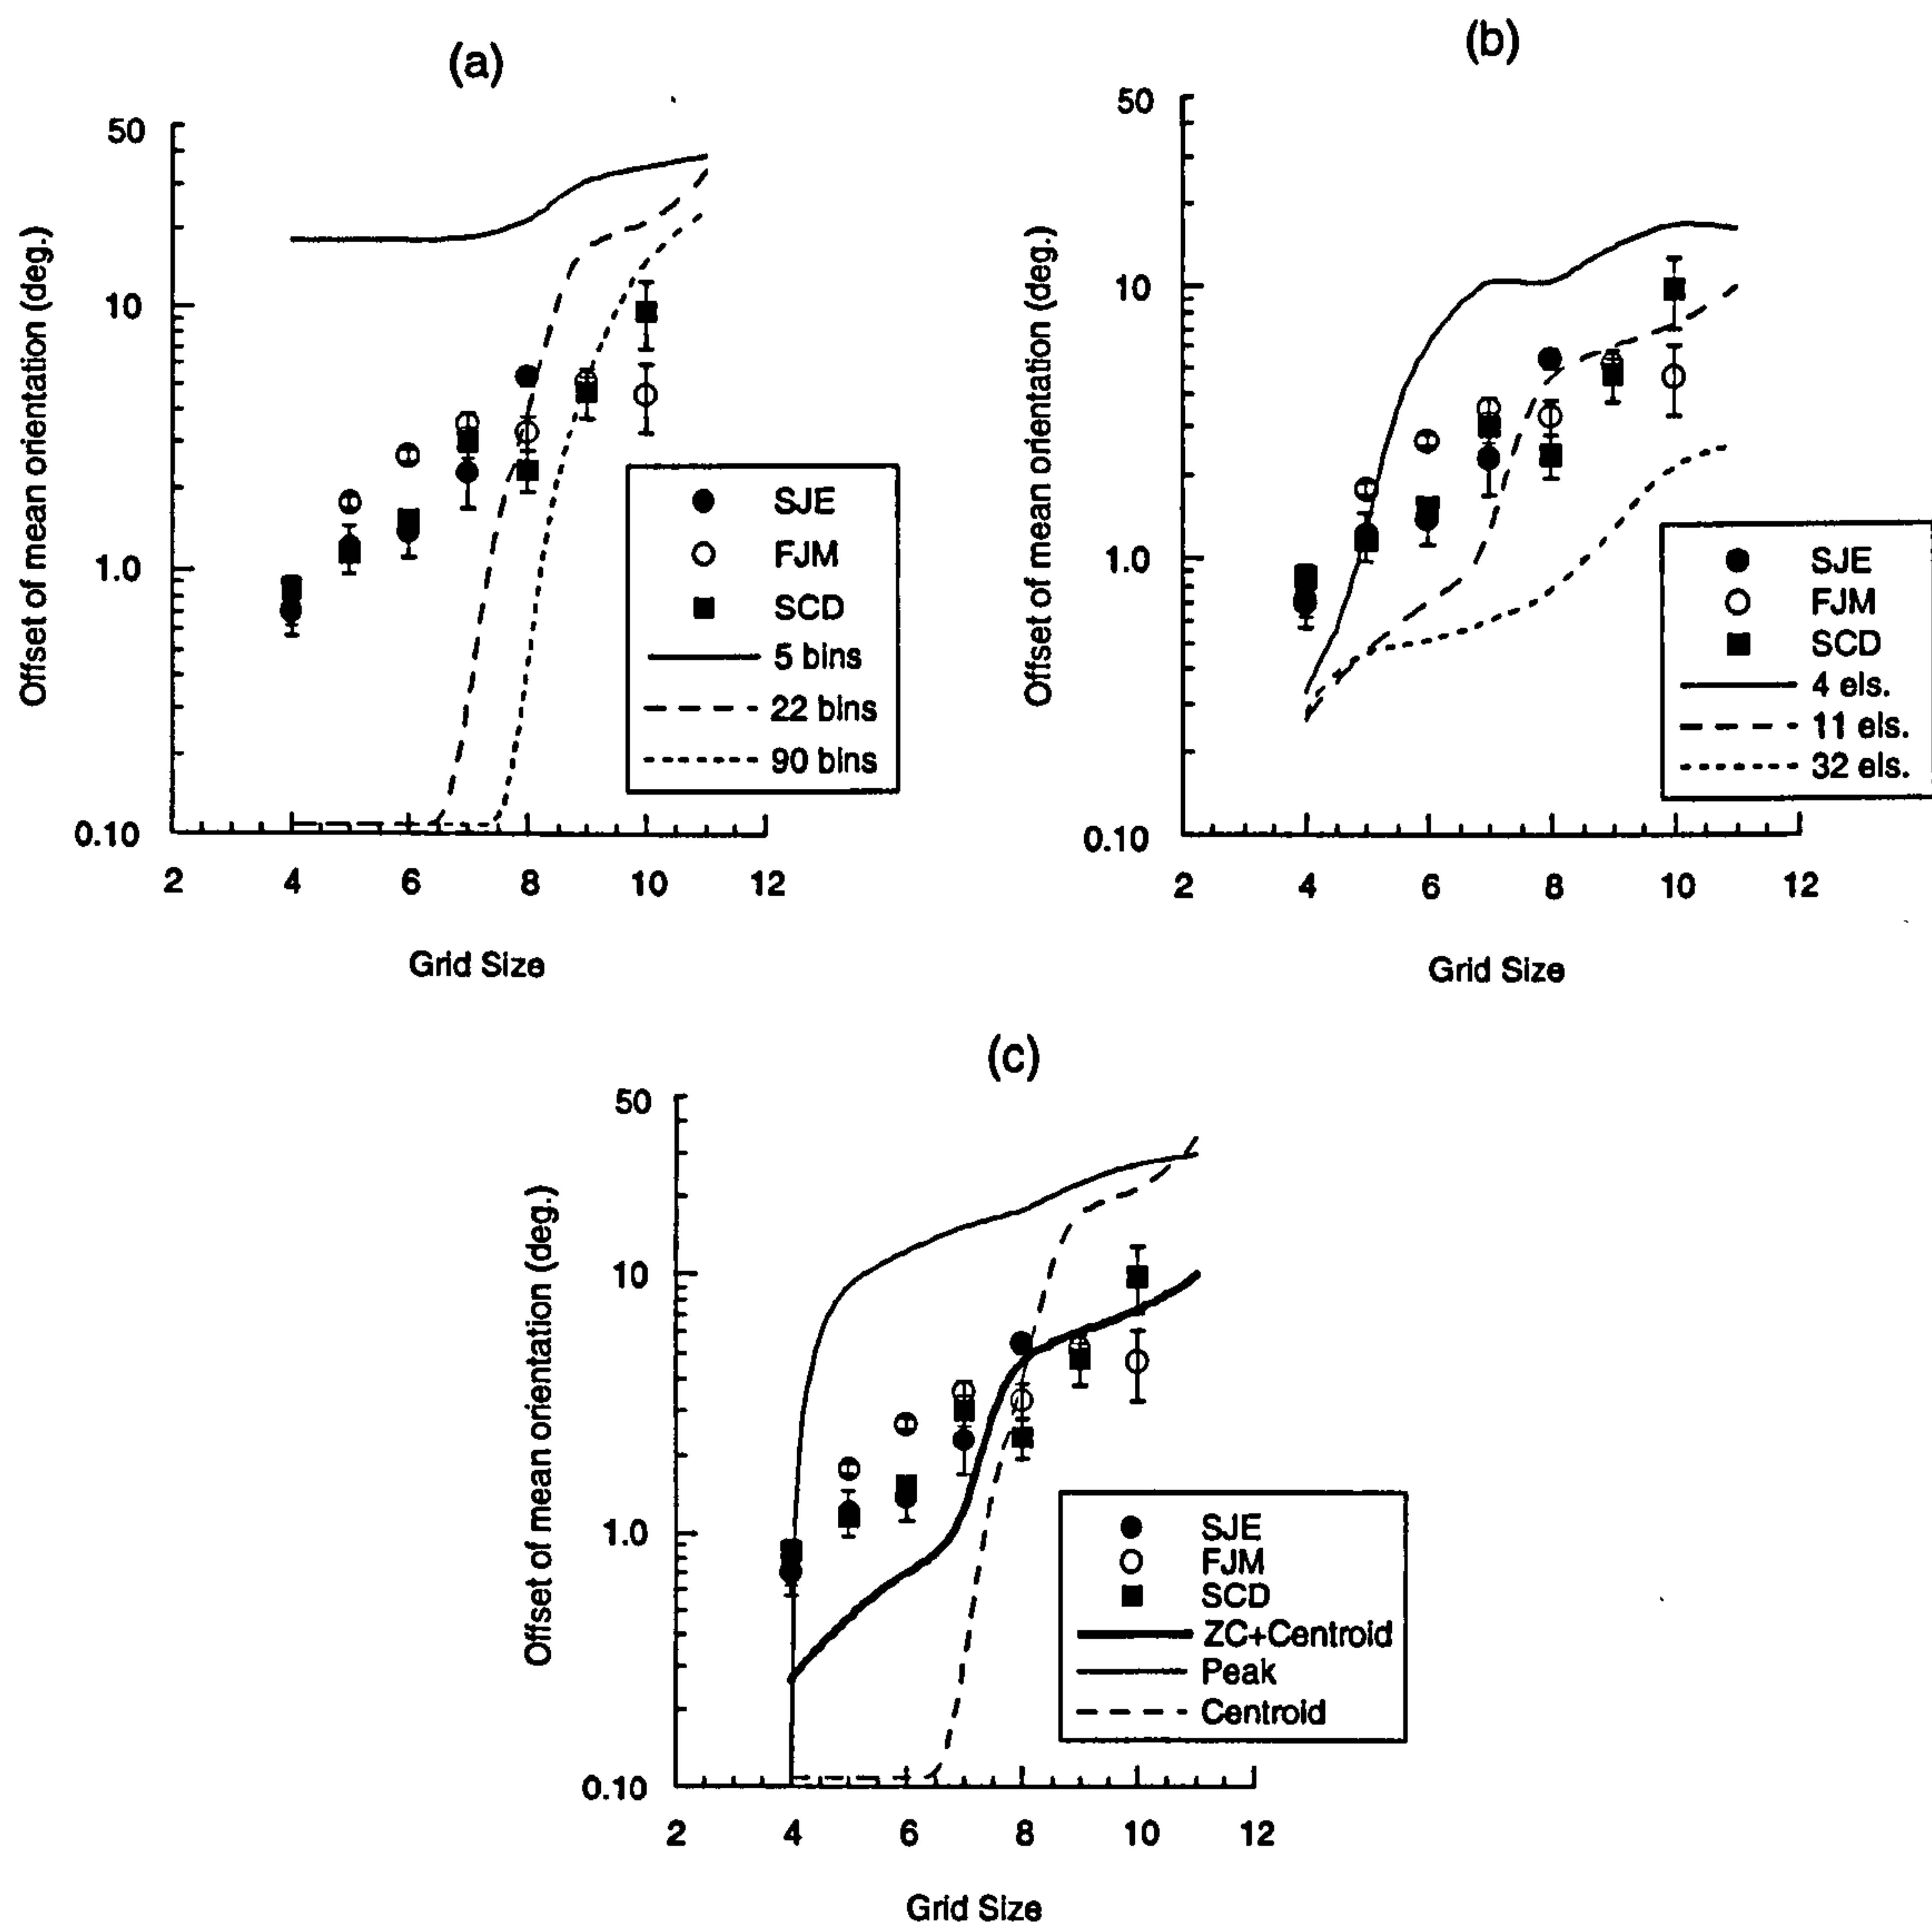 (a)
50
10
1.0
0.10
2 4 6 8 10 12
Offset of mean orientation (deg.)
Grid Size
SJE
FJM
SCD
5 bins
22 bins
90 bins
(b)
50
10
1.0
0.10
2 4 6 8 10 12
Offset of mean orientation (deg.)
Grid Size
SJE
FJM
SCD
4 els.
11 els.
32 els.
(c)
50
10
1.0
0.10
2 4 6 8 10 12
Offset of mean orientation (deg.)
Grid Size
SJE
FJM
SCD
ZC+Centroid
Peak
Centroid